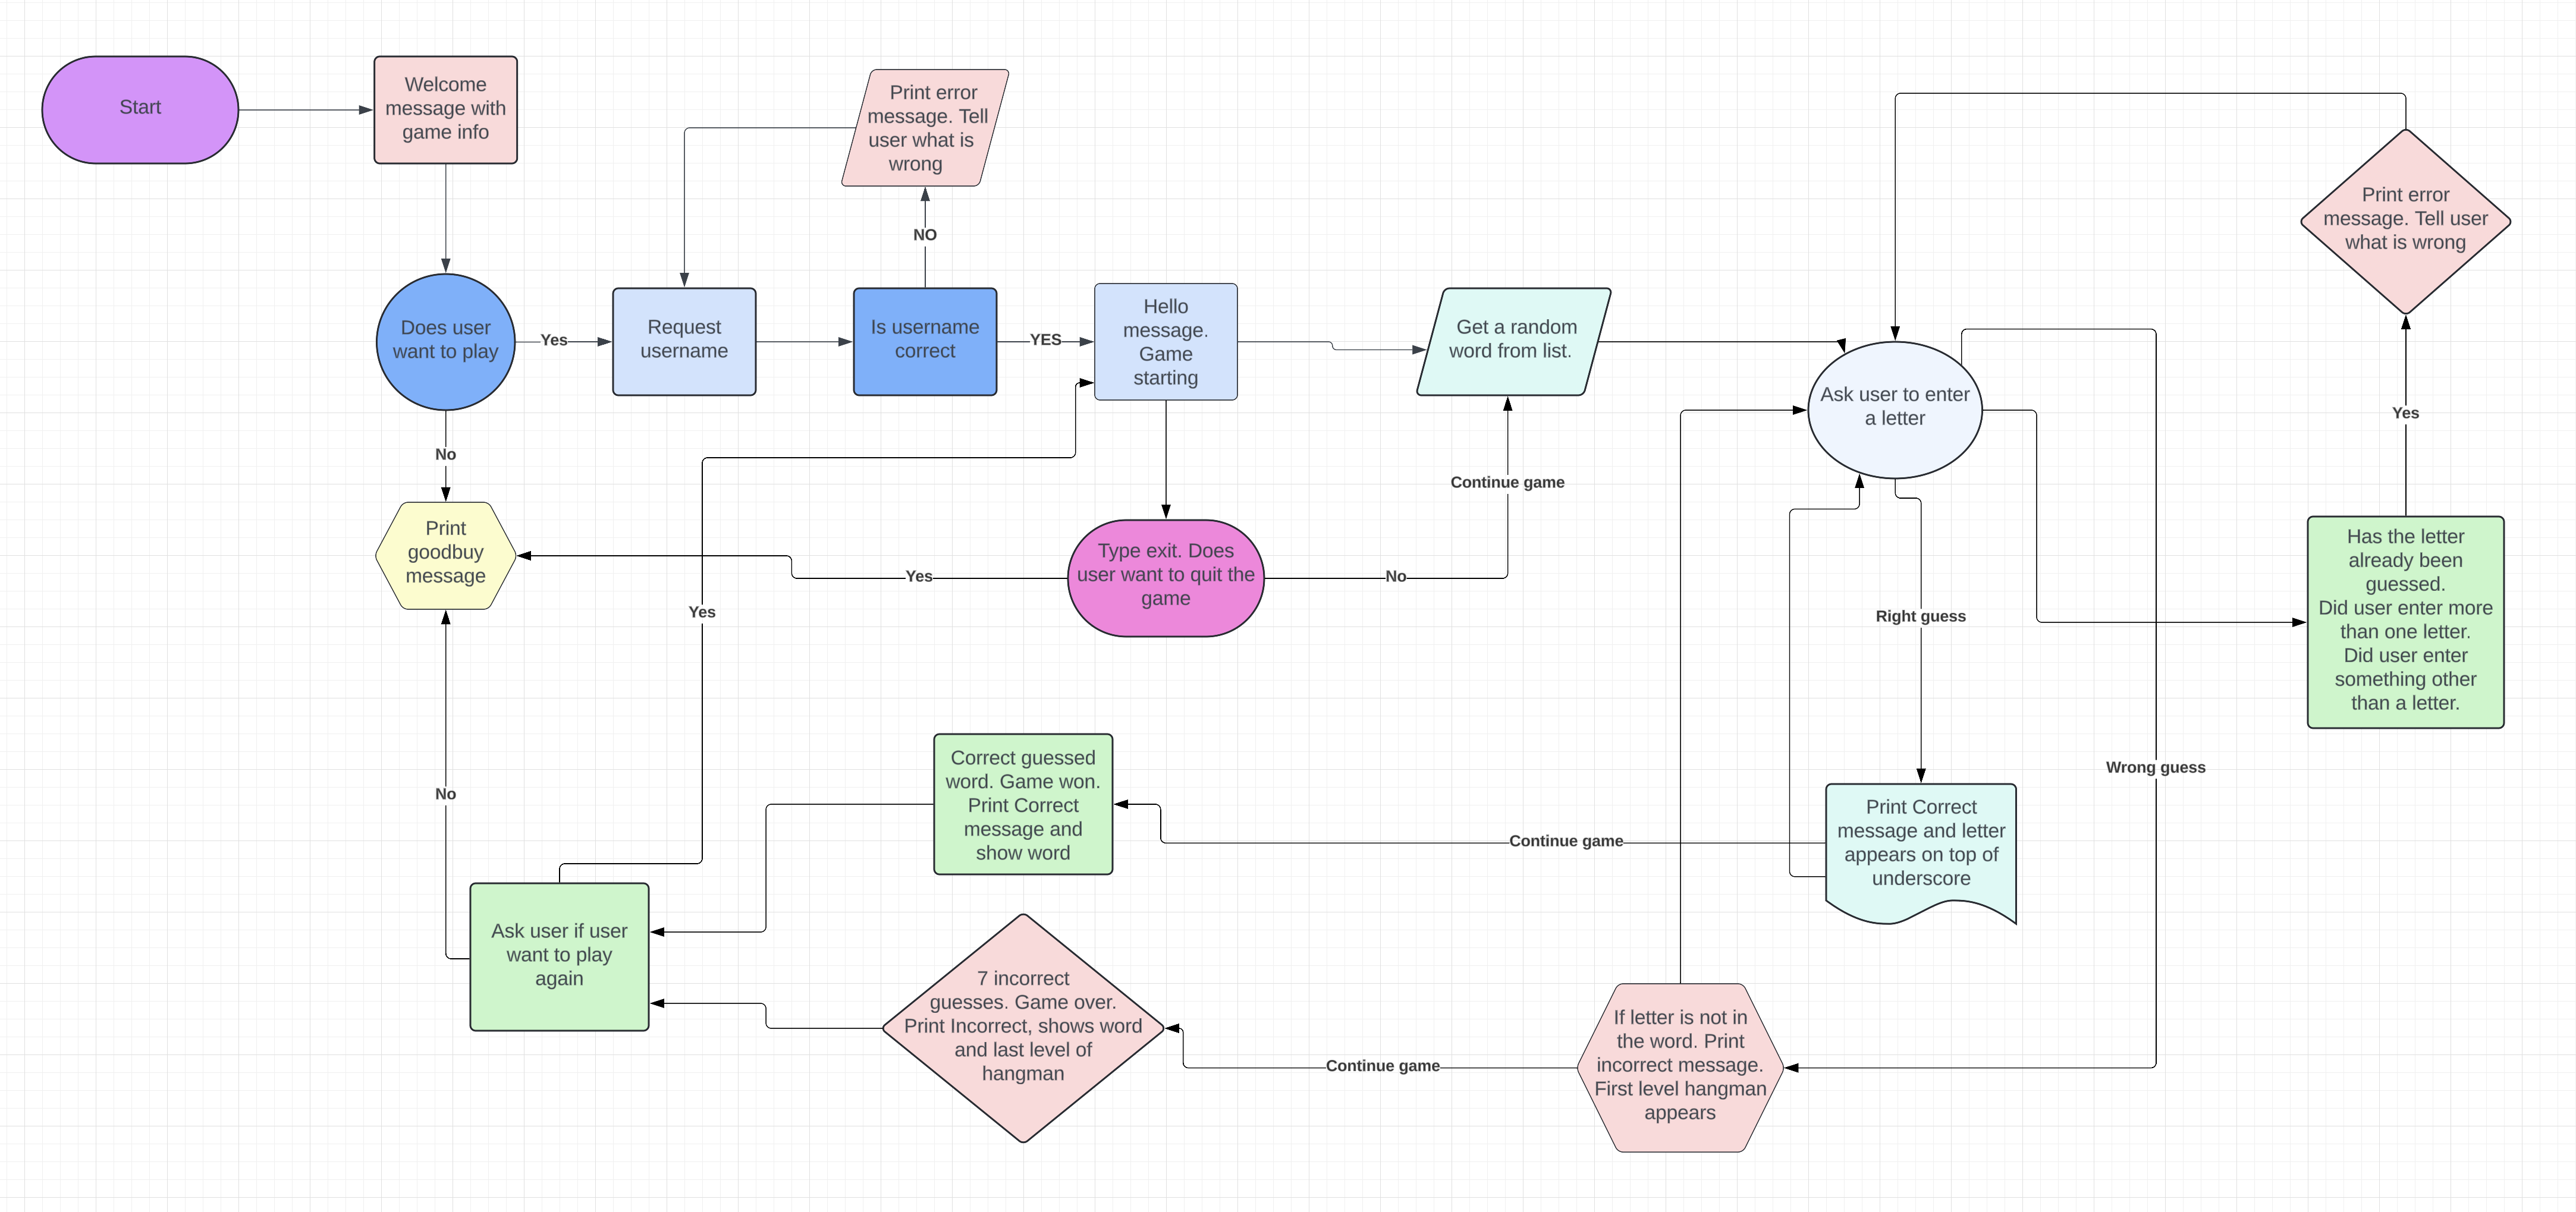 Start
Welcome
message with
game info
Print error
message. Tell
user what is
wrong
Print error
message. Tell user
what is wrong
NO
Does user
want to play
Yes
Request
username
Is username
correct
YES
Hello
message.
Game
starting
Get a random
word from list.
Ask user to enter
a letter
Yes
No
Continue game
Print
goodbuy
message
Yes
Type exit. Does
user want to quit the
game
No
Has the letter
already been
guessed.
Did user enter more
than one letter.
Did user enter
something other
than a letter.
Yes
Right guess
Wrong guess
No
Correct guessed
word. Game won.
Print Correct
message and
show word
Continue game
Print Correct
message and letter
appears on top of
underscore
Ask user if user
want to play
again
7 incorrect
guesses. Game over.
Print Incorrect, shows word
and last level of
hangman
Continue game
If letter is not in
the word. Print
incorrect message.
First level hangman
appears